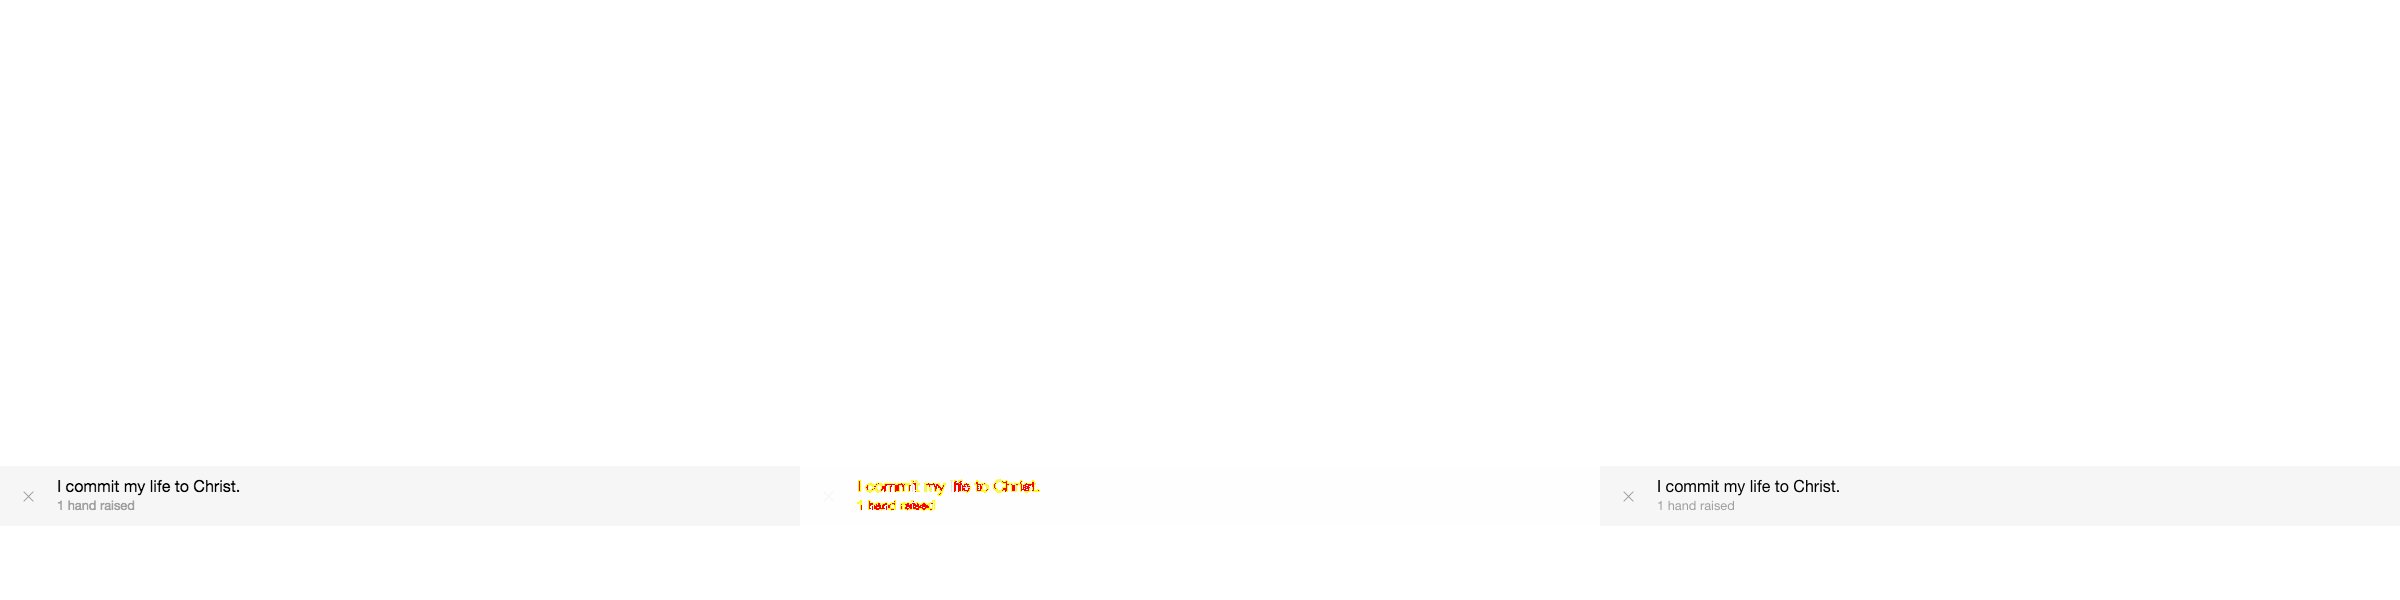 I commit my life to Christ.
1 hand raised
I commit my life to Christ.
1 hand raised
I commit my life to Christ.
1 hand raised